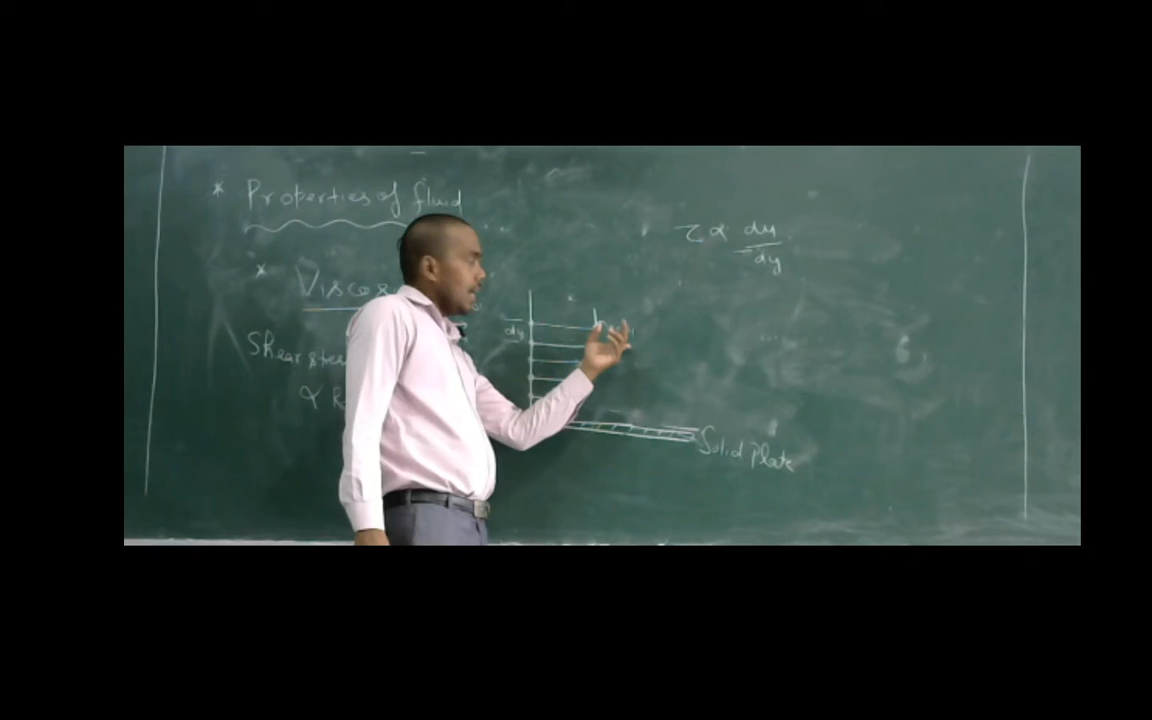 * Properties of fluid
* Viscos
Shear stre
∝ R
τ ∝ du
dy
dy
Solid Plate